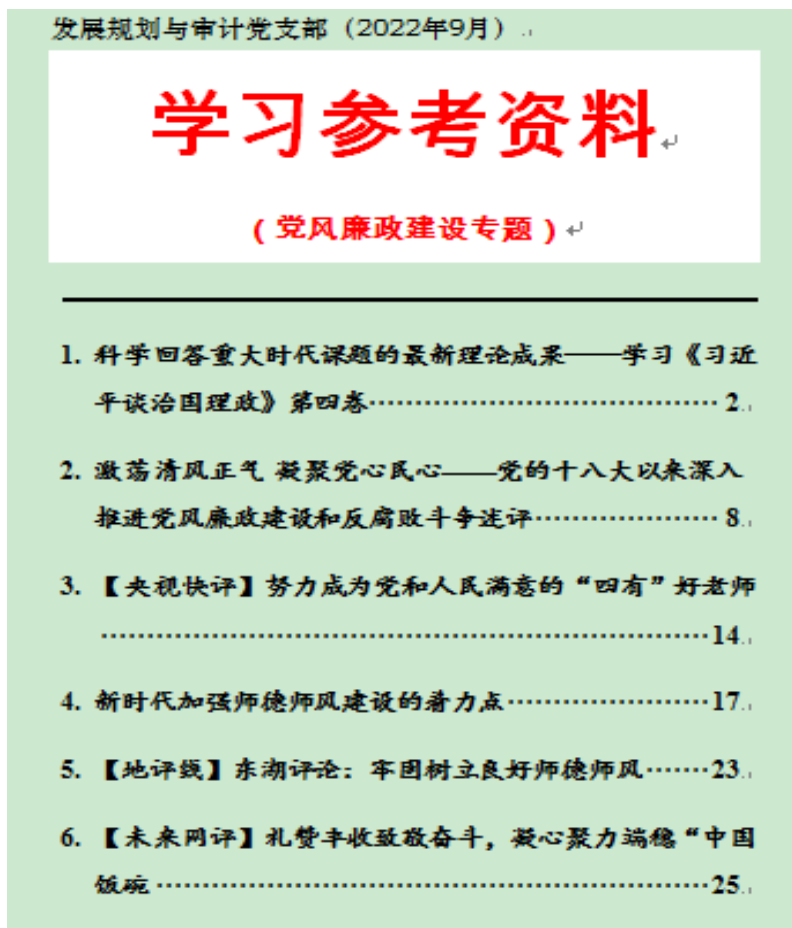 发展规划与审计党支部（2022年9月）
学习参考资料
（党风廉政建设专题）
1. 科学回答重大时代课题的最新理论成果——学习《习近
平谈治国理政》第四卷…………………………………2
2. 激荡清风正气 凝聚党心民心——党的十八大以来深入
推进党风廉政建设和反腐败斗争述评…………………8
3. 【央视快评】努力成为党和人民满意的“四有”好老师
……………………………………………………………14
4. 新时代加强师德师风建设的着力点……………………17
5. 【地评线】东湖评论：牢固树立良好师德师风……23
6. 【未来网评】礼赞丰收致敬奋斗，凝心聚力端稳“中国
饭碗………………………………………………………25